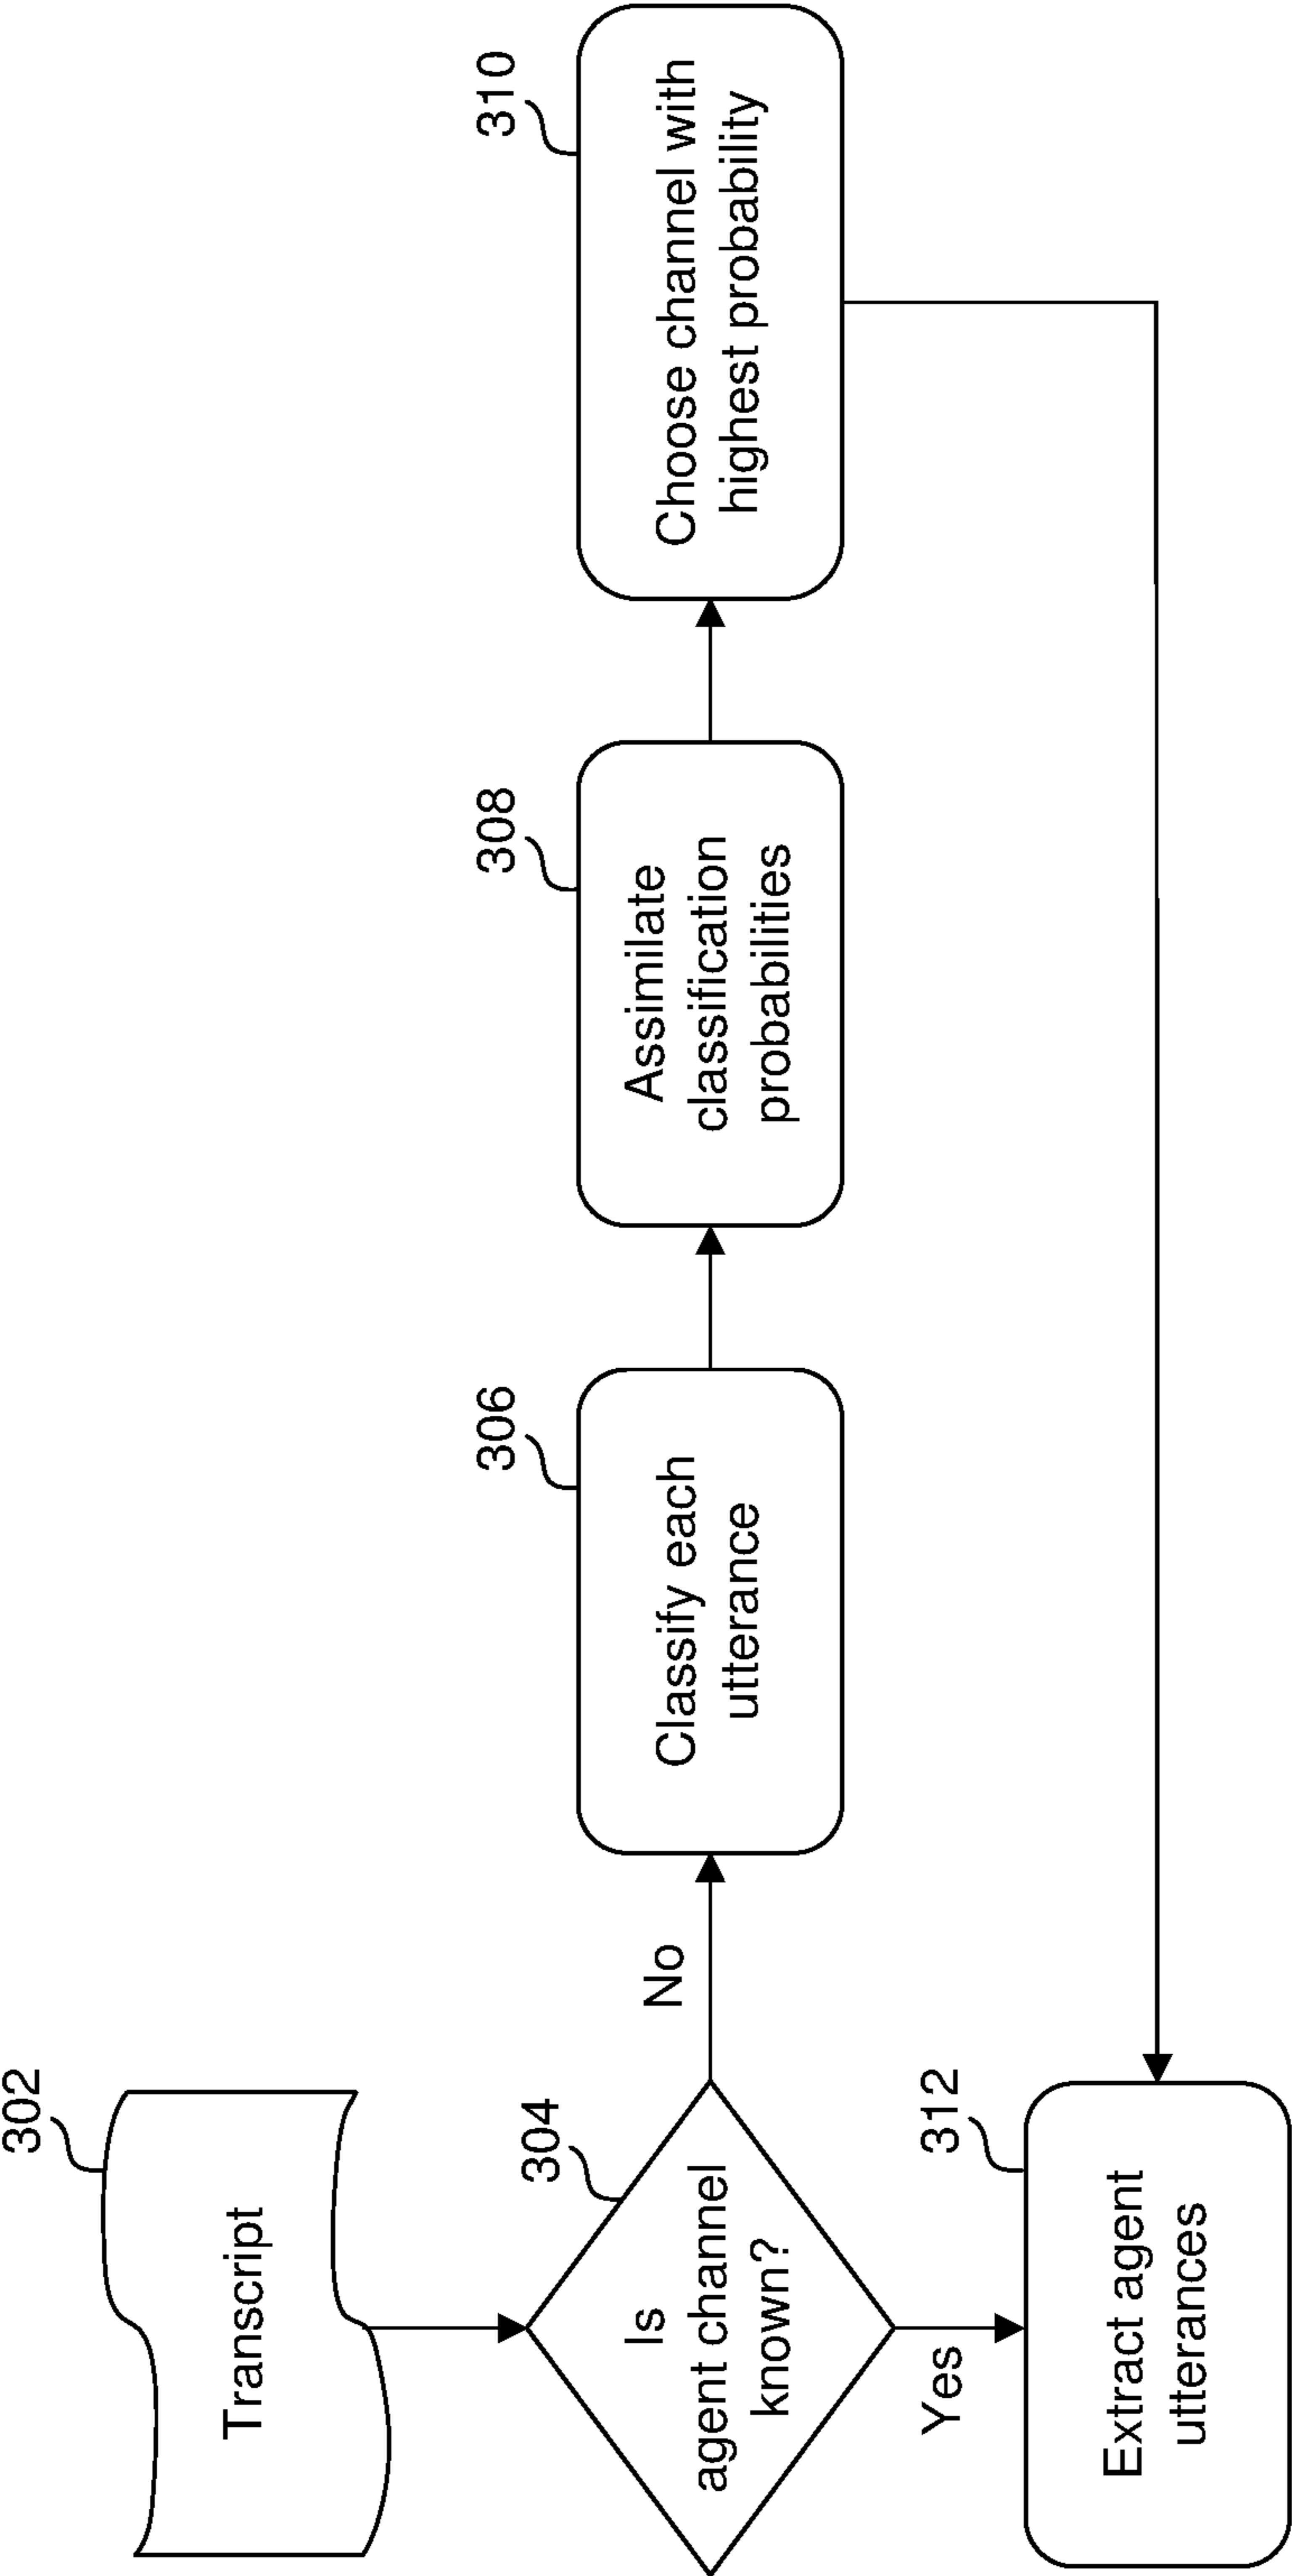 302
Transcript
304
Is
agent channel
known?
No
Yes
306
Classify each
utterance
308
Assimilate
classification
probabilities
310
Choose channel with
highest probability
312
Extract agent
utterances